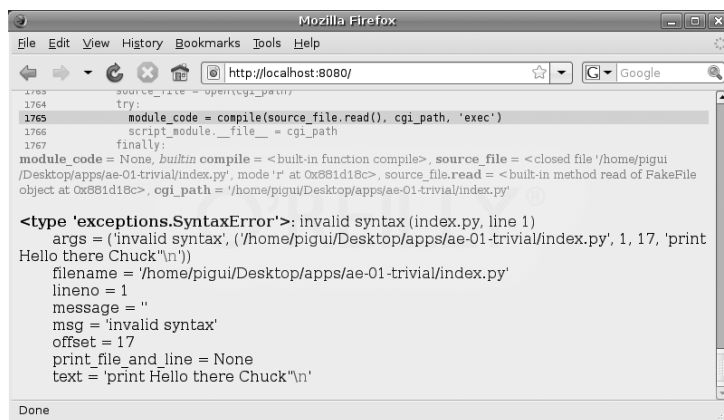 Mozilla Firefox
File Edit View History Bookmarks Tools Help
http://localhost:8080/
G Google
1763 source_file = open(cgi_path)
1764 try:
1765 module_code = compile(source_file.read(), cgi_path, 'exec')
1766 script_module.__file__ = cgi_path
1767 finally:
module_code = None, builtin compile = <built-in function compile>, source_file = <closed file '/home/pigui
/Desktop/apps/ae-01-trivial/index.py', mode 'r' at 0x881d18c>, source_file.read = <built-in method read of FakeFile
object at 0x881d18c>, cgi_path = '/home/pigui/Desktop/apps/ae-01-trivial/index.py'
<type 'exceptions.SyntaxError'>: invalid syntax (index.py, line 1)
args = ('invalid syntax', ('/home/pigui/Desktop/apps/ae-01-trivial/index.py', 1, 17, 'print
Hello there Chuck"\n'))
filename = '/home/pigui/Desktop/apps/ae-01-trivial/index.py'
lineno = 1
message = ''
msg = 'invalid syntax'
offset = 17
print_file_and_line = None
text = 'print Hello there Chuck"\n'
Done